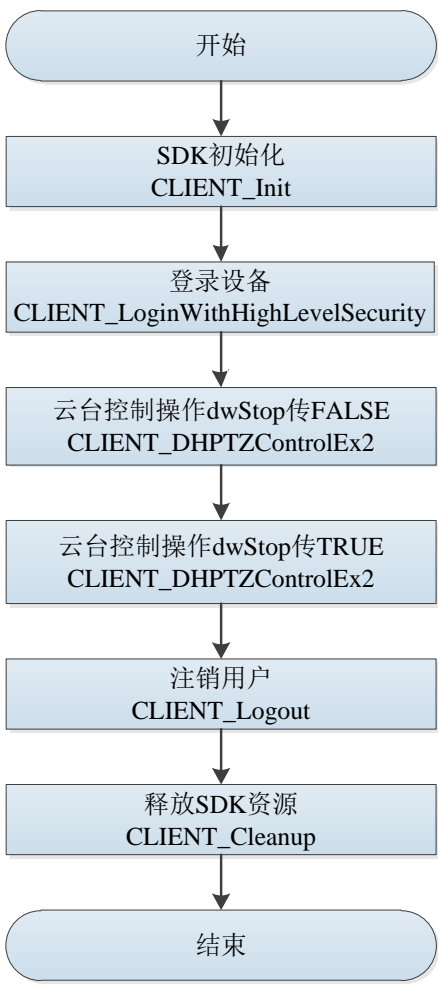 开始
SDK初始化
CLIENT_Init
登录设备
CLIENT_LoginWithHighLevelSecurity
云台控制操作dwStop传FALSE
CLIENT_DHPTZControlEx2
云台控制操作dwStop传TRUE
CLIENT_DHPTZControlEx2
注销用户
CLIENT_Logout
释放SDK资源
CLIENT_Cleanup
结束